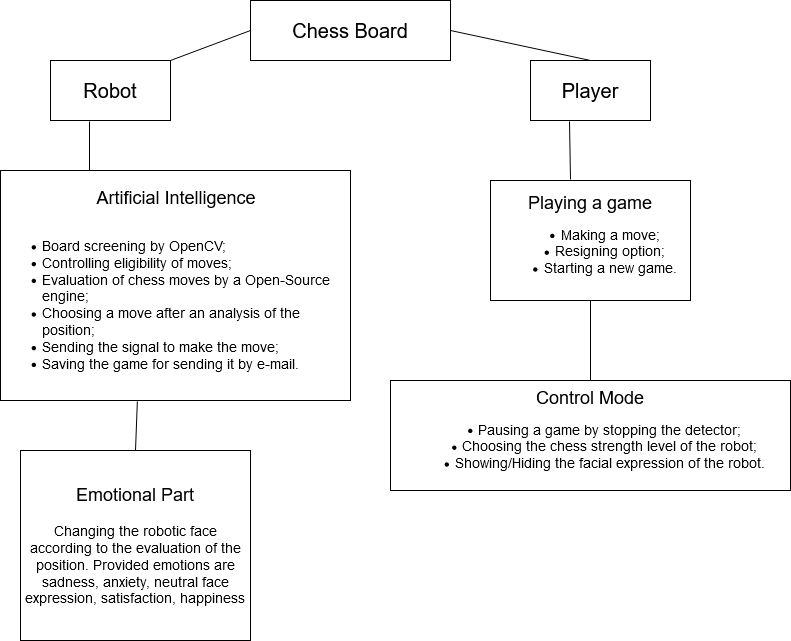 Chess Board
Robot
Player
Artificial Intelligence
• Board screening by OpenCV;
• Controlling eligibility of moves;
• Evaluation of chess moves by a Open-Source
engine;
• Choosing a move after an analysis of the
position;
• Sending the signal to make the move;
• Saving the game for sending it by e-mail.
Playing a game
• Making a move;
• Resigning option;
• Starting a new game.
Control Mode
• Pausing a game by stopping the detector;
• Choosing the chess strength level of the robot;
• Showing/Hiding the facial expression of the robot.
Emotional Part
Changing the robotic face
according to the evaluation of the
position. Provided emotions are
sadness, anxiety, neutral face
expression, satisfaction, happiness